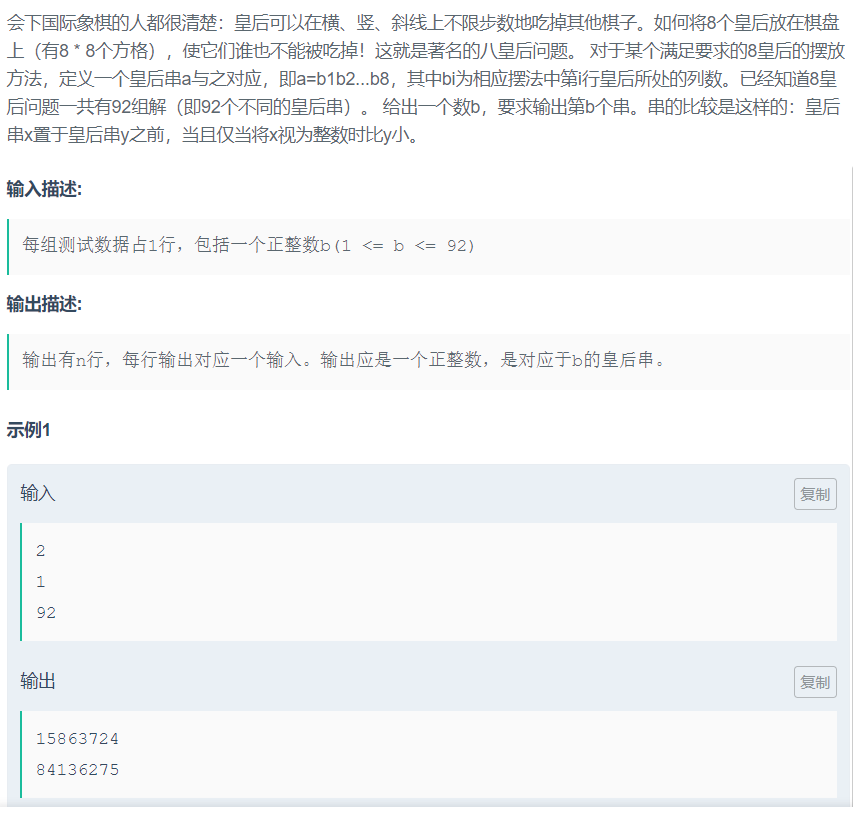 会下国际象棋的人都很清楚：皇后可以在横、竖、斜线上不限步数地吃掉其他棋子。如何将8个皇后放在棋盘
上（有8 * 8个方格），使它们谁也不能被吃掉！这就是著名的八皇后问题。 对于某个满足要求的8皇后的摆放
方法，定义一个皇后串a与之对应，即a=b1b2...b8，其中bi为相应摆法中第i行皇后所处的列数。已经知道8皇
后问题一共有92组解（即92个不同的皇后串）。 给出一个数b，要求输出第b个串。串的比较是这样的：皇后
串x置于皇后串y之前，当且仅当将x视为整数时比y小。
输入描述:
每组测试数据占1行，包括一个正整数b(1 <= b <= 92)
输出描述:
输出有n行，每行输出对应一个输入。输出应是一个正整数，是对应于b的皇后串。
示例1
输入
复制
2
1
92
输出
复制
15863724
84136275